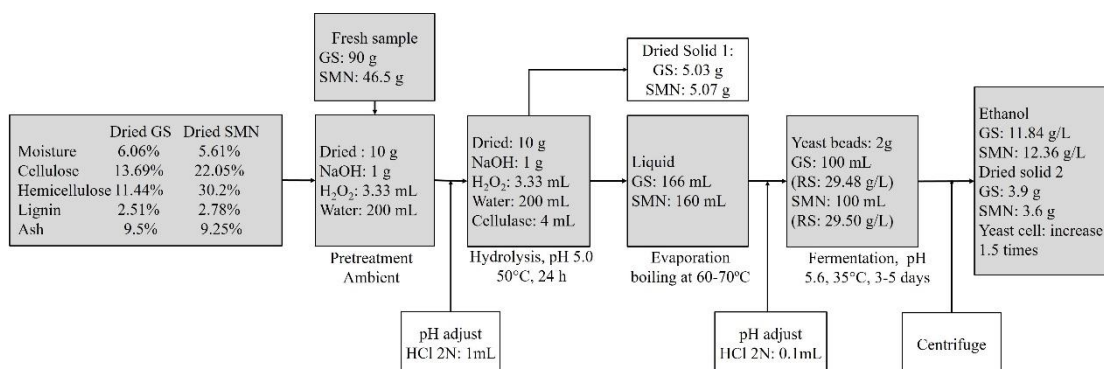 Fresh sample
GS: 90 g
SMN: 46.5 g
Dried Solid 1:
GS: 5.03 g
SMN: 5.07 g
Dried GS Dried SMN
Moisture 6.06% 5.61%
Cellulose 13.69% 22.05%
Hemicellulose 11.44% 30.2%
Lignin 2.51% 2.78%
Ash 9.5% 9.25%
Dried : 10 g
NaOH: 1 g
H₂O₂: 3.33 mL
Water: 200 mL
Pretreatment
Ambient
Dried: 10 g
NaOH: 1 g
H₂O₂: 3.33 mL
Water: 200 mL
Cellulase: 4 mL
Hydrolysis, pH 5.0
50°C, 24 h
Liquid
GS: 166 mL
SMN: 160 mL
Evaporation
boiling at 60-70°C
Yeast beads: 2g
GS: 100 mL
(RS: 29.48 g/L)
SMN: 100 mL
(RS: 29.50 g/L)
Fermentation, pH
5.6, 35°C, 3-5 days
Ethanol
GS: 11.84 g/L
SMN: 12.36 g/L
Dried solid 2
GS: 3.9 g
SMN: 3.6 g
Yeast cell: increase
1.5 times
pH adjust
HCl 2N: 1mL
pH adjust
HCl 2N: 0.1mL
Centrifuge